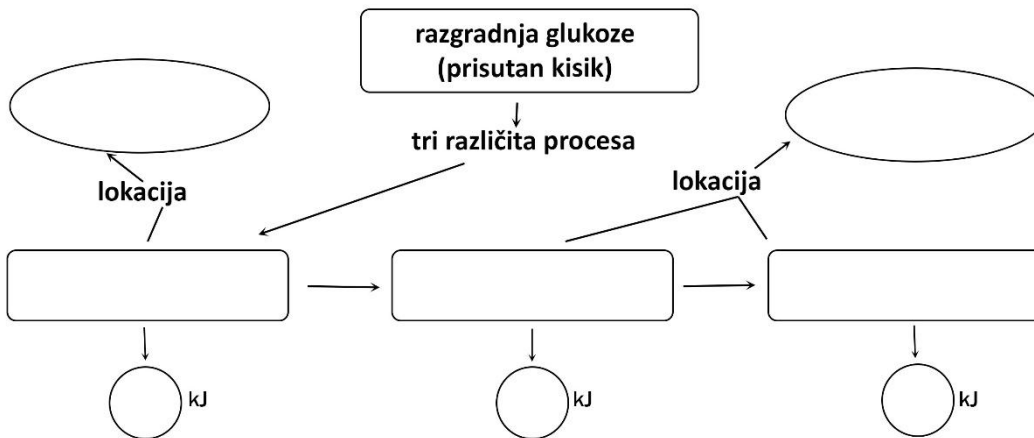 razgradnja glukoze
(prisutan kisik)
tri različita procesa
lokacija
lokacija
kJ
kJ
kJ